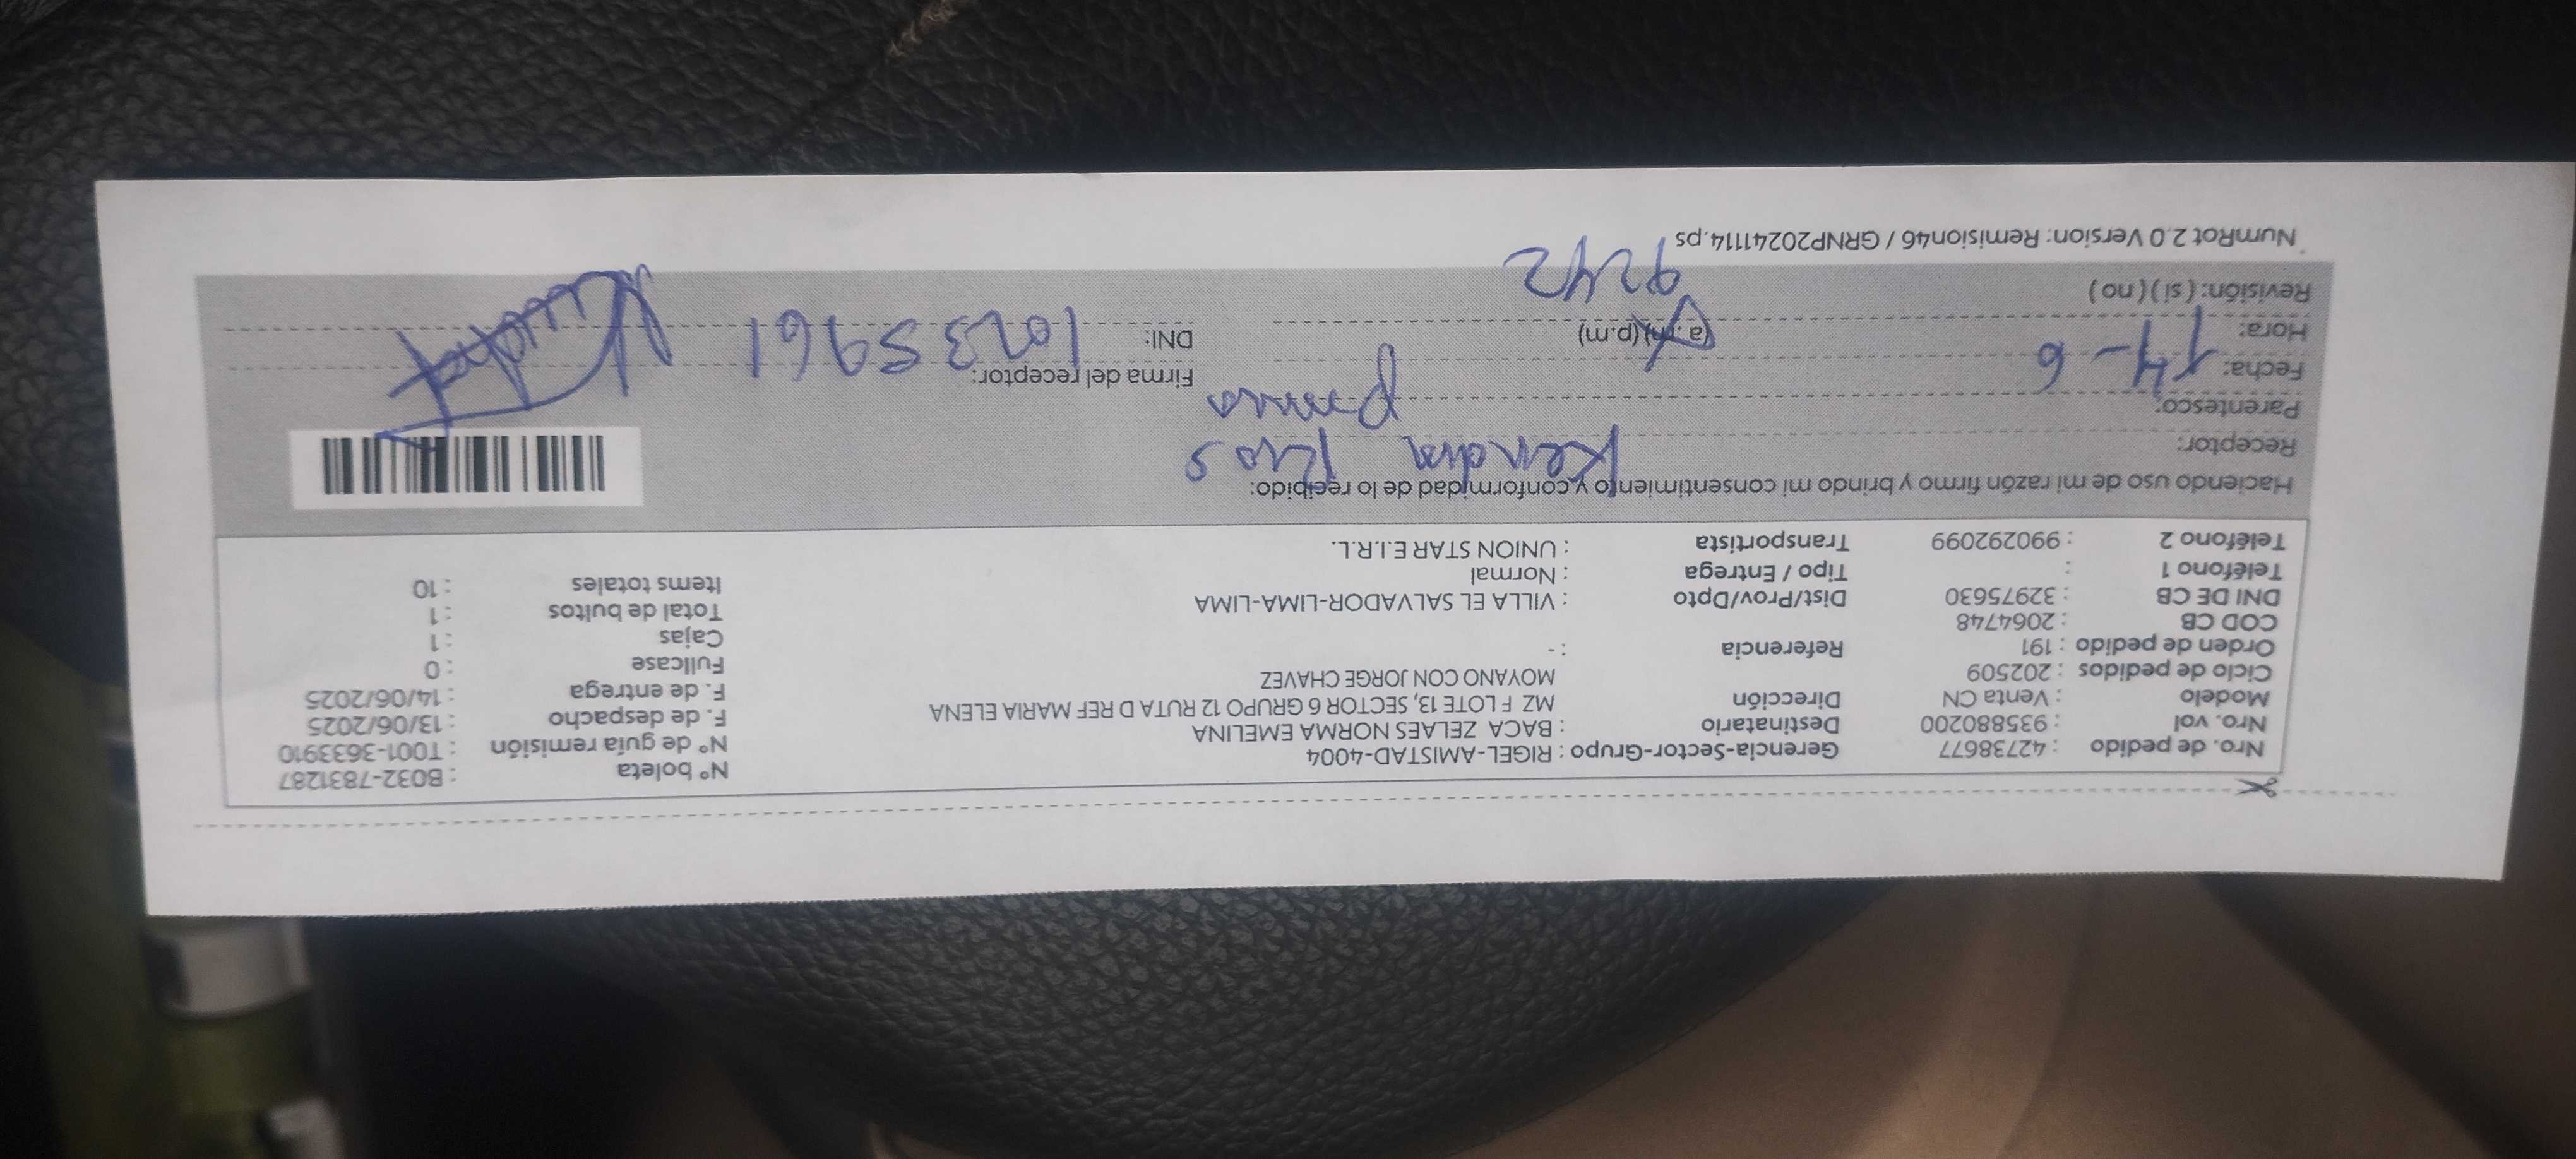 Nro. de pedido : 42738677 Gerencia-Sector-Grupo : RIGEL-AMISTAD-4004 N° boleta : B032-7831287
Nro. vol : 935880200 Destinatario : BACA ZELAES NORMA EMELINA N° de guía remisión : T001-3633910
Modelo : Venta CN Dirección MZ F LOTE 13, SECTOR 6 GRUPO 12 RUTA D REF MARIA ELENA F. de despacho : 13/06/2025
Ciclo de pedidos : 202509 MOYANO CON JORGE CHAVEZ F. de entrega : 14/06/2025
Orden de pedido : 191 Referencia : - Fullcase : 0
COD CB : 2064748 Cajas : 1
DNI DE CB : 32975630 Dist/Prov/Dpto : VILLA EL SALVADOR-LIMA-LIMA Total de bultos : 1
Teléfono 1 : Tipo / Entrega : Normal Items totales : 10
Teléfono 2 : 990292099 Transportista : UNION STAR E.I.R.L.
Haciendo uso de mi razón firmo y brindo mi consentimiento y conformidad de lo recibido:
Receptor: Kendra Rios
Parentesco:
Fecha: 14-6 Firma del receptor:
Hora: (a.m) (p.m) DNI:
Revisión: ( si ) ( no ) 9242
NumRot 2.0 Version: Remision46 / GRNP20241114.ps